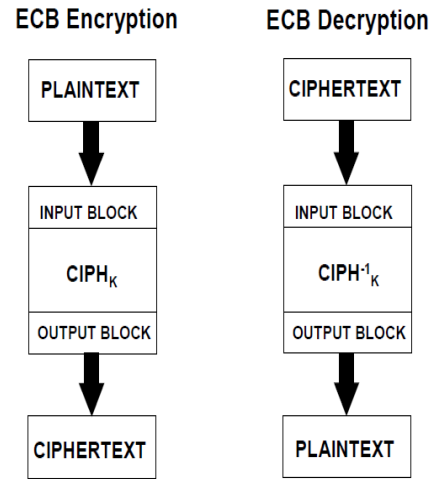 ECB Encryption
PLAINTEXT
INPUT BLOCK
CIPHK
OUTPUT BLOCK
CIPHERTEXT
ECB Decryption
CIPHERTEXT
INPUT BLOCK
CIPH-1K
OUTPUT BLOCK
PLAINTEXT